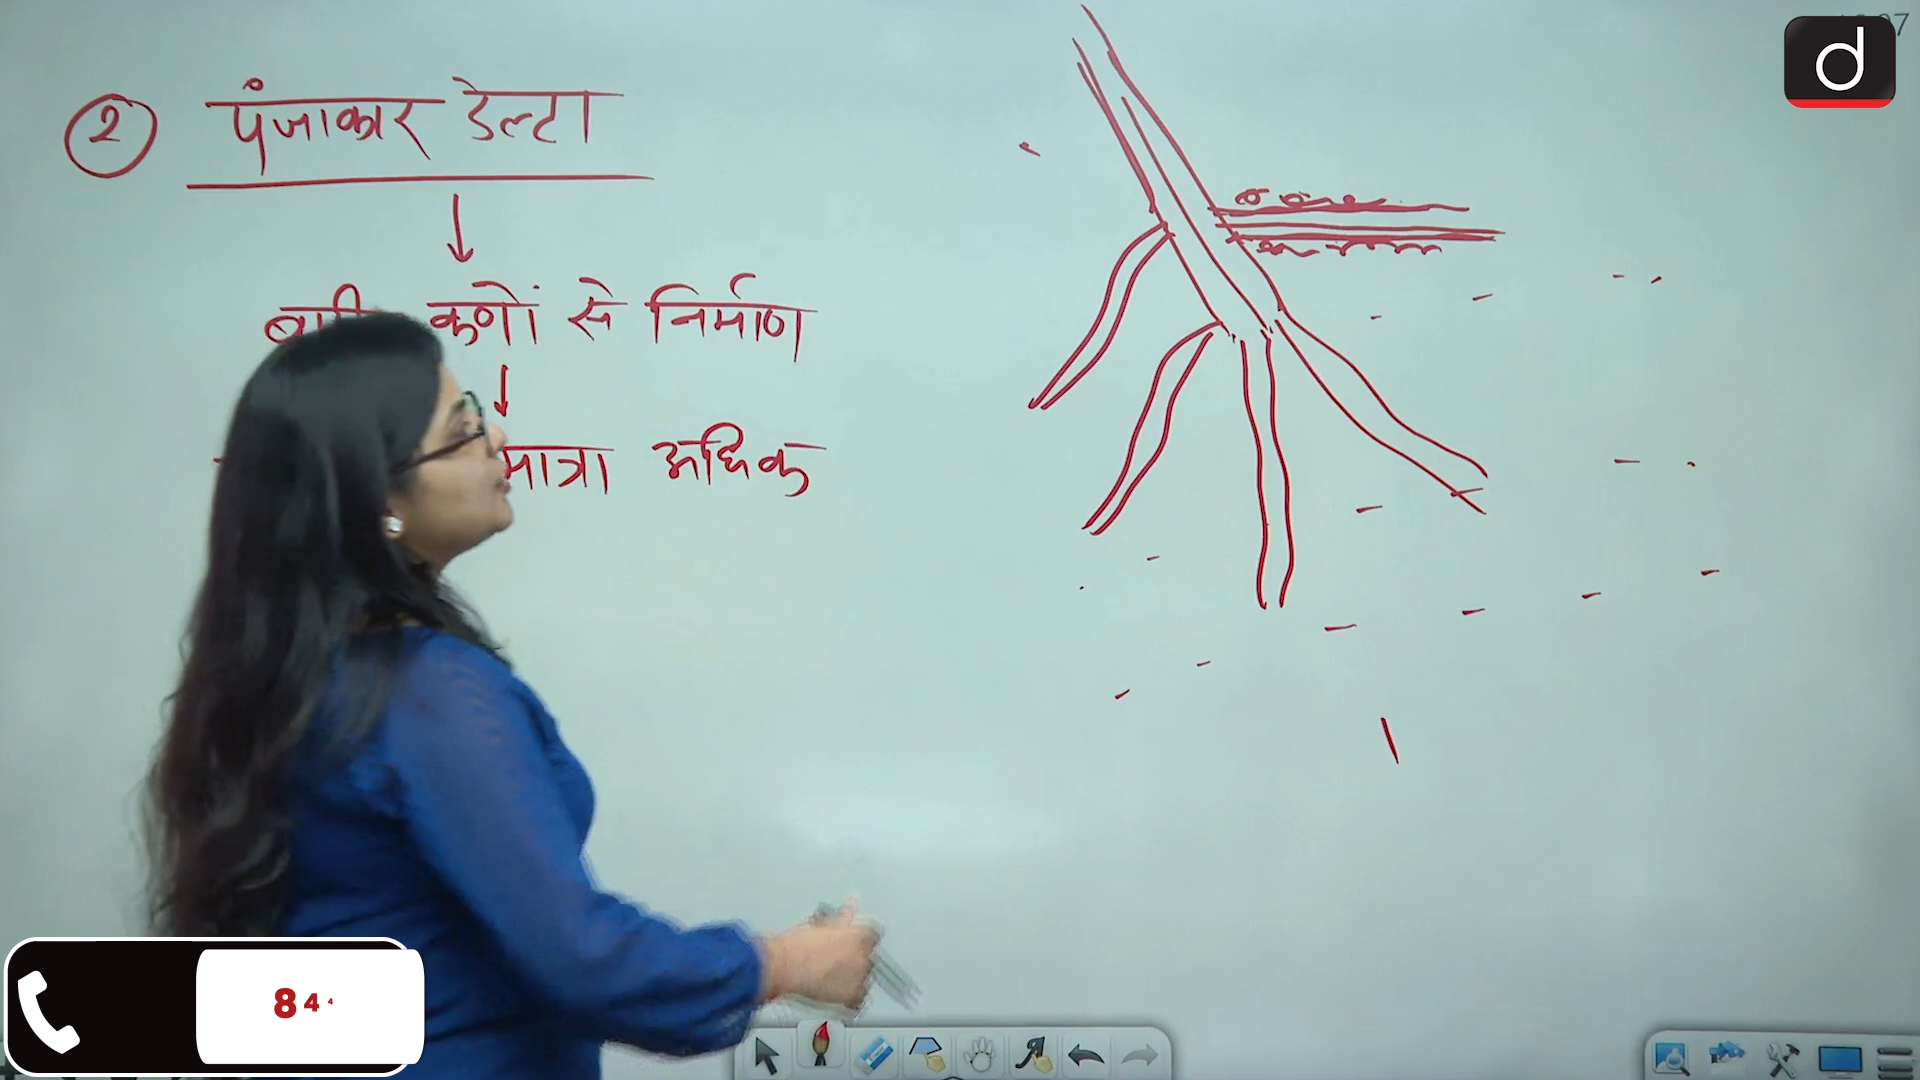 2 पंजाकार डेल्टा
कणों से निर्माण
मात्रा अधिक
d
84